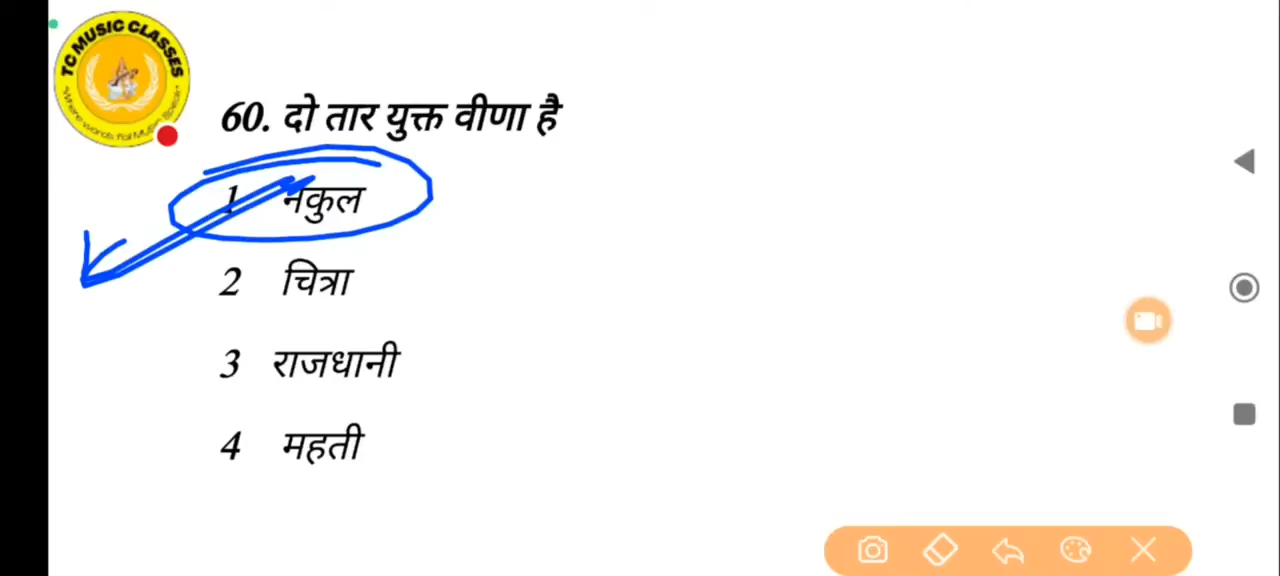 TC MUSIC CLASSES
60. दो तार युक्त वीणा है
1 नकुल
2 चित्रा
3 राजधानी
4 महती